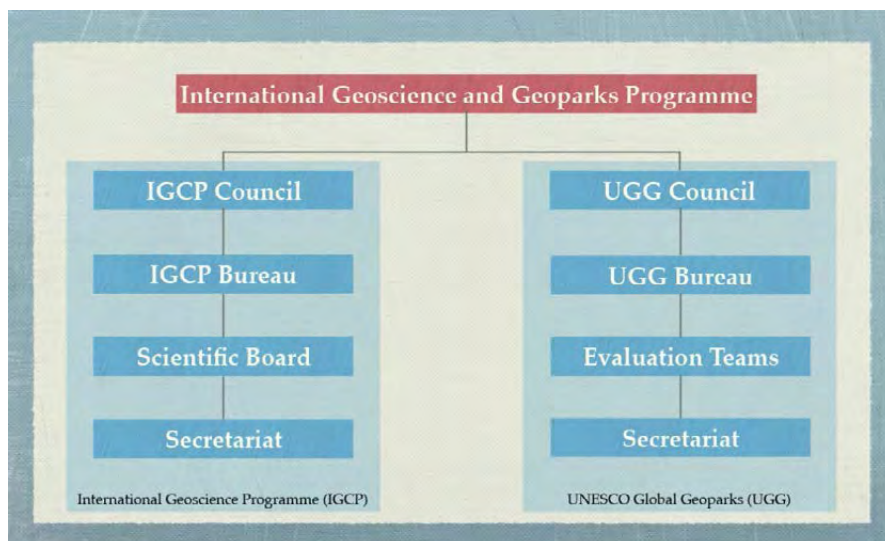 International Geoscience and Geoparks Programme
IGCP Council
IGCP Bureau
Scientific Board
Secretariat
International Geoscience Programme (IGCP)
UGG Council
UGG Bureau
Evaluation Teams
Secretariat
UNESCO Global Geoparks (UGG)